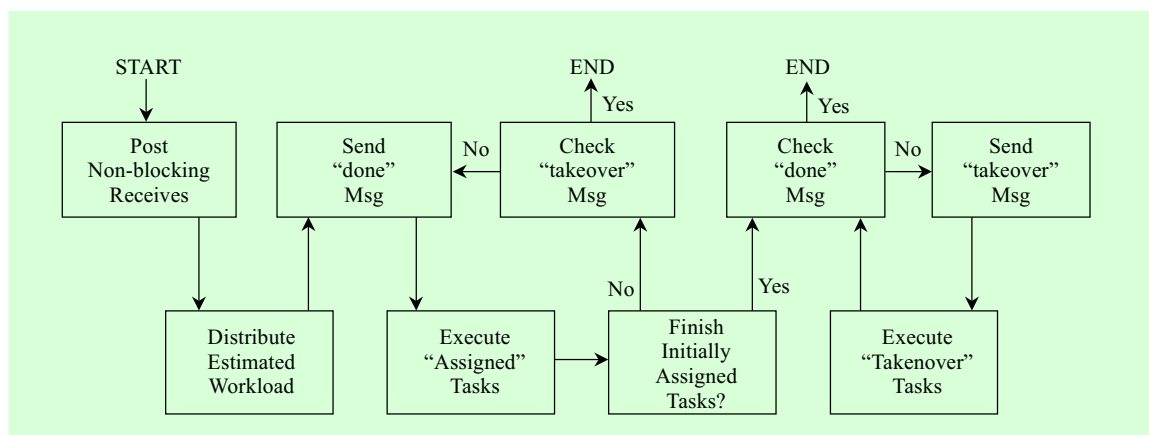 START
END
END
Yes
Yes
Post
Non-blocking
Receives
Send
“done”
Msg
No
Check
“takeover”
Msg
Check
“done”
Msg
No
Send
“takeover”
Msg
No
Yes
Distribute
Estimated
Workload
Execute
“Assigned”
Tasks
Finish
Initially
Assigned
Tasks?
Execute
“Takenover”
Tasks